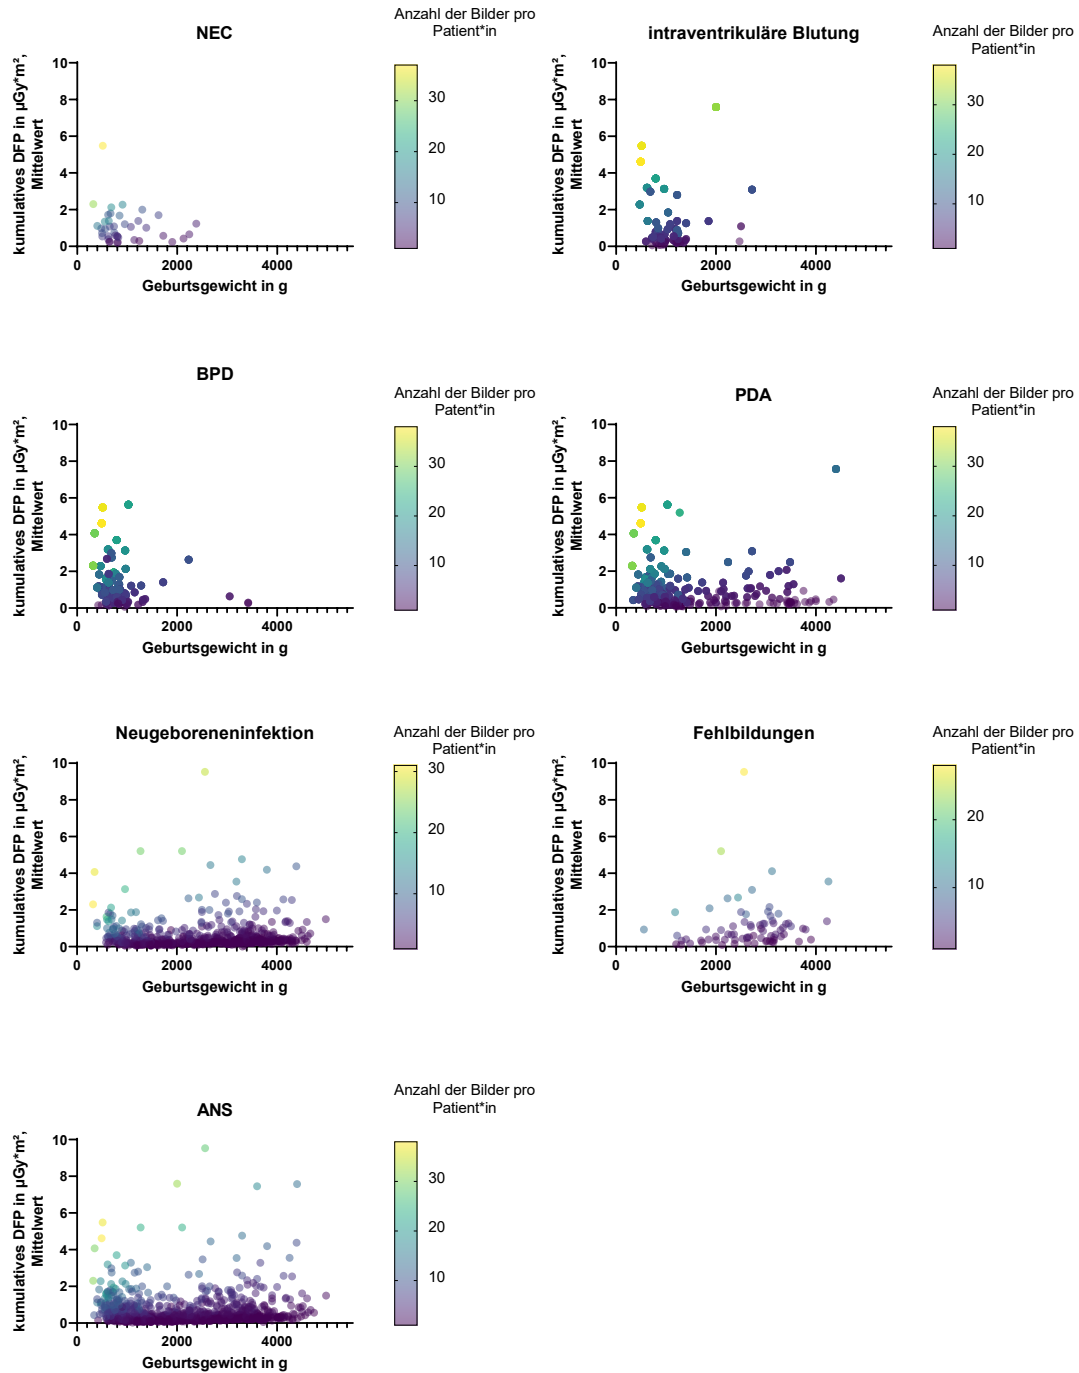 NEC
Anzahl der Bilder pro
Patient*in
kumulatives DFP in µGy*m²,
Mittelwert
10
8
6
4
2
0
0 2000 4000
Geburtsgewicht in g
30
20
10
intraventrikuläre Blutung
Anzahl der Bilder pro
Patient*in
kumulatives DFP in µGy*m²,
Mittelwert
10
8
6
4
2
0
0 2000 4000
Geburtsgewicht in g
30
20
10
BPD
Anzahl der Bilder pro
Patent*in
kumulatives DFP in µGy*m²,
Mittelwert
10
8
6
4
2
0
0 2000 4000
Geburtsgewicht in g
30
20
10
PDA
Anzahl der Bilder pro
Patient*in
kumulatives DFP in µGy*m²,
Mittelwert
10
8
6
4
2
0
0 2000 4000
Geburtsgewicht in g
30
20
10
Neugeboreneninfektion
Anzahl der Bilder pro
Patient*in
kumulatives DFP in µGy*m²,
Mittelwert
10
8
6
4
2
0
0 2000 4000
Geburtsgewicht in g
30
20
10
Fehlbildungen
Anzahl der Bilder pro
Patient*in
kumulatives DFP in µGy*m²,
Mittelwert
10
8
6
4
2
0
0 2000 4000
Geburtsgewicht in g
20
10
ANS
Anzahl der Bilder pro
Patient*in
kumulatives DFP in µGy*m²,
Mittelwert
10
8
6
4
2
0
0 2000 4000
Geburtsgewicht in g
30
20
10